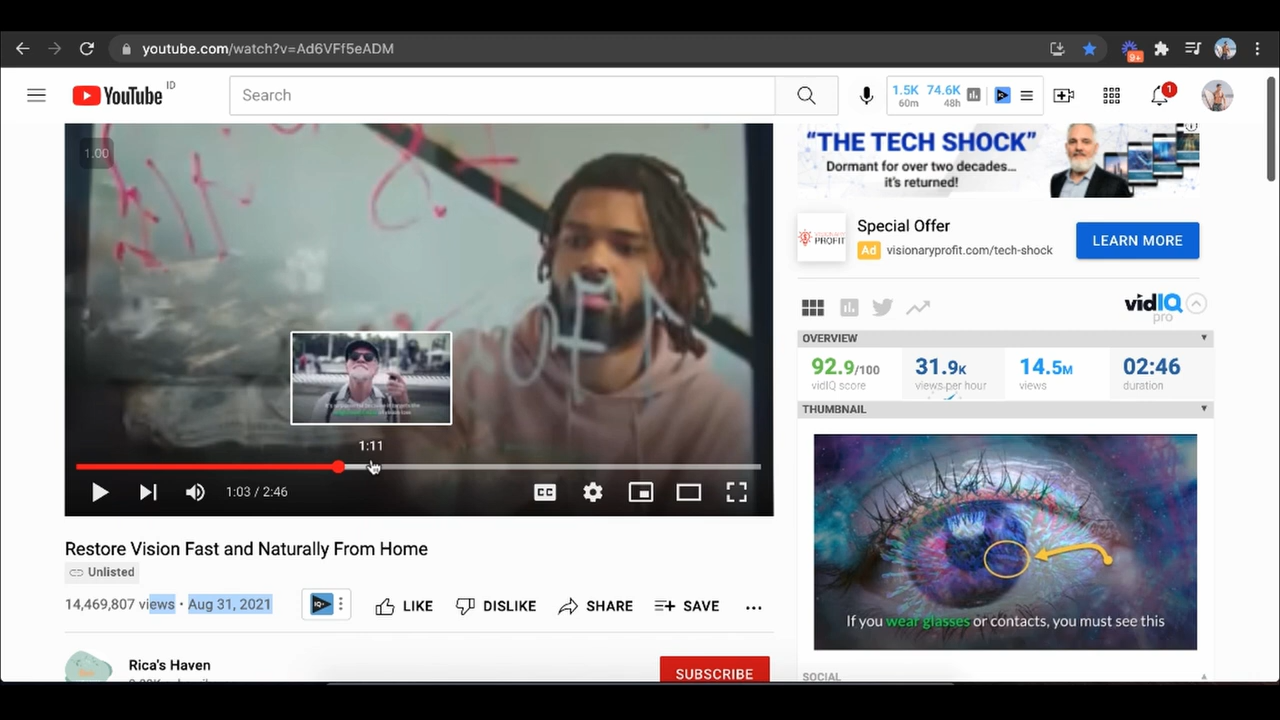 youtube.com/watch?v=Ad6VFf5eADM
9+
YouTube ID
Search
1.5K 74.6K
60m 48h
1
1.00
"THE TECH SHOCK"
Dormant for over two decades...
it's returned!
Special Offer
Ad visionaryprofit.com/tech-shock
LEARN MORE
PROFIT
vidIQ
pro
OVERVIEW
92.9/100 31.9K 14.5M 02:46
vidIQ score views per hour views duration
THUMBNAIL
1:11
1:03 / 2:46
CC
If you wear glasses or contacts, you must see this
Restore Vision Fast and Naturally From Home
Unlisted
14,469,807 views • Aug 31, 2021
IQ
LIKE DISLIKE SHARE SAVE
Rica's Haven
SUBSCRIBE
SOCIAL